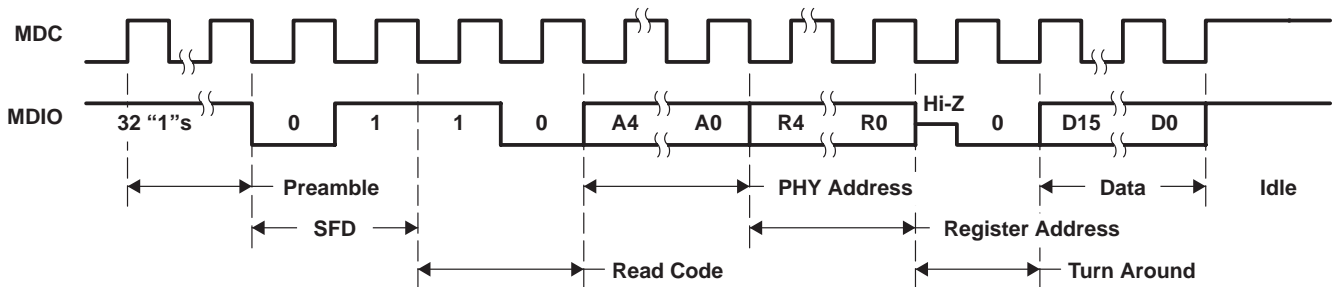 MDC
MDIO
32 “1”s
0
1
1
0
A4
A0
R4
R0
Hi-Z
0
D15
D0
Preamble
PHY Address
Data
Idle
SFD
Register Address
Read Code
Turn Around